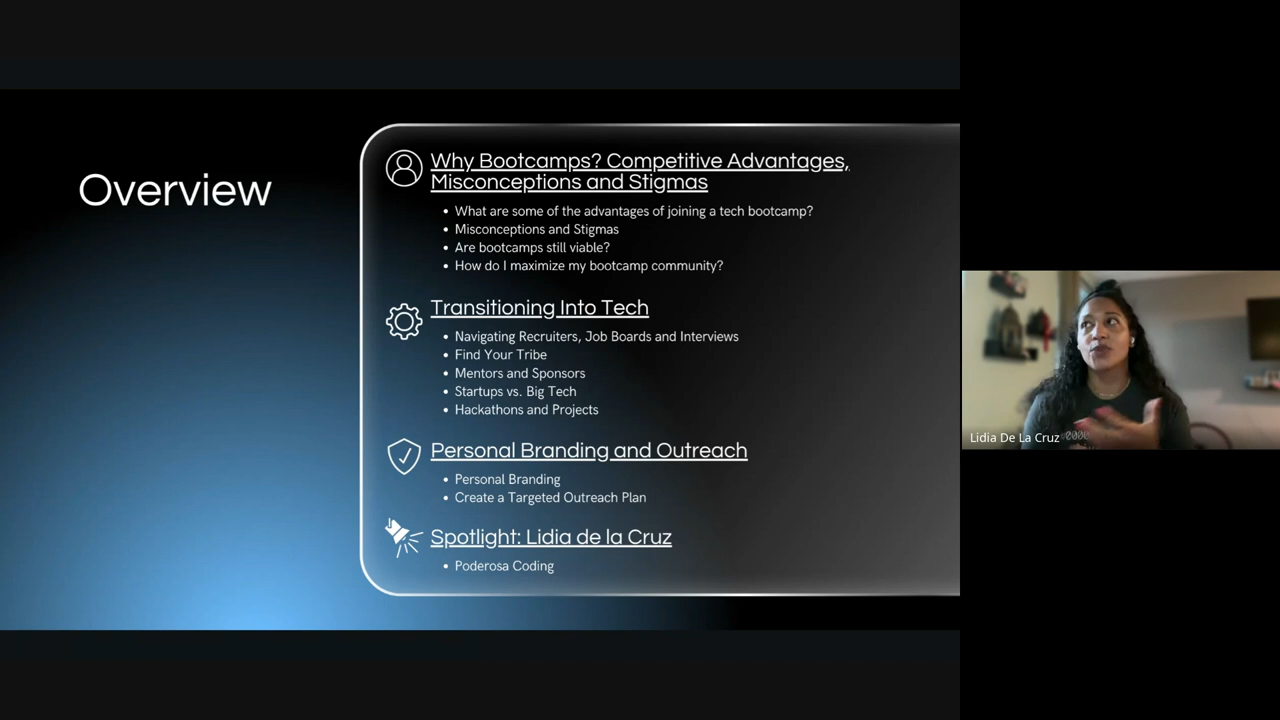 Overview
Why Bootcamps? Competitive Advantages,
Misconceptions and Stigmas
What are some of the advantages of joining a tech bootcamp?
Misconceptions and Stigmas
Are bootcamps still viable?
How do I maximize my bootcamp community?
Transitioning Into Tech
Navigating Recruiters, Job Boards and Interviews
Find Your Tribe
Mentors and Sponsors
Startups vs. Big Tech
Hackathons and Projects
Personal Branding and Outreach
Personal Branding
Create a Targeted Outreach Plan
Spotlight: Lidia de la Cruz
Poderosa Coding
Lidia De La Cruz